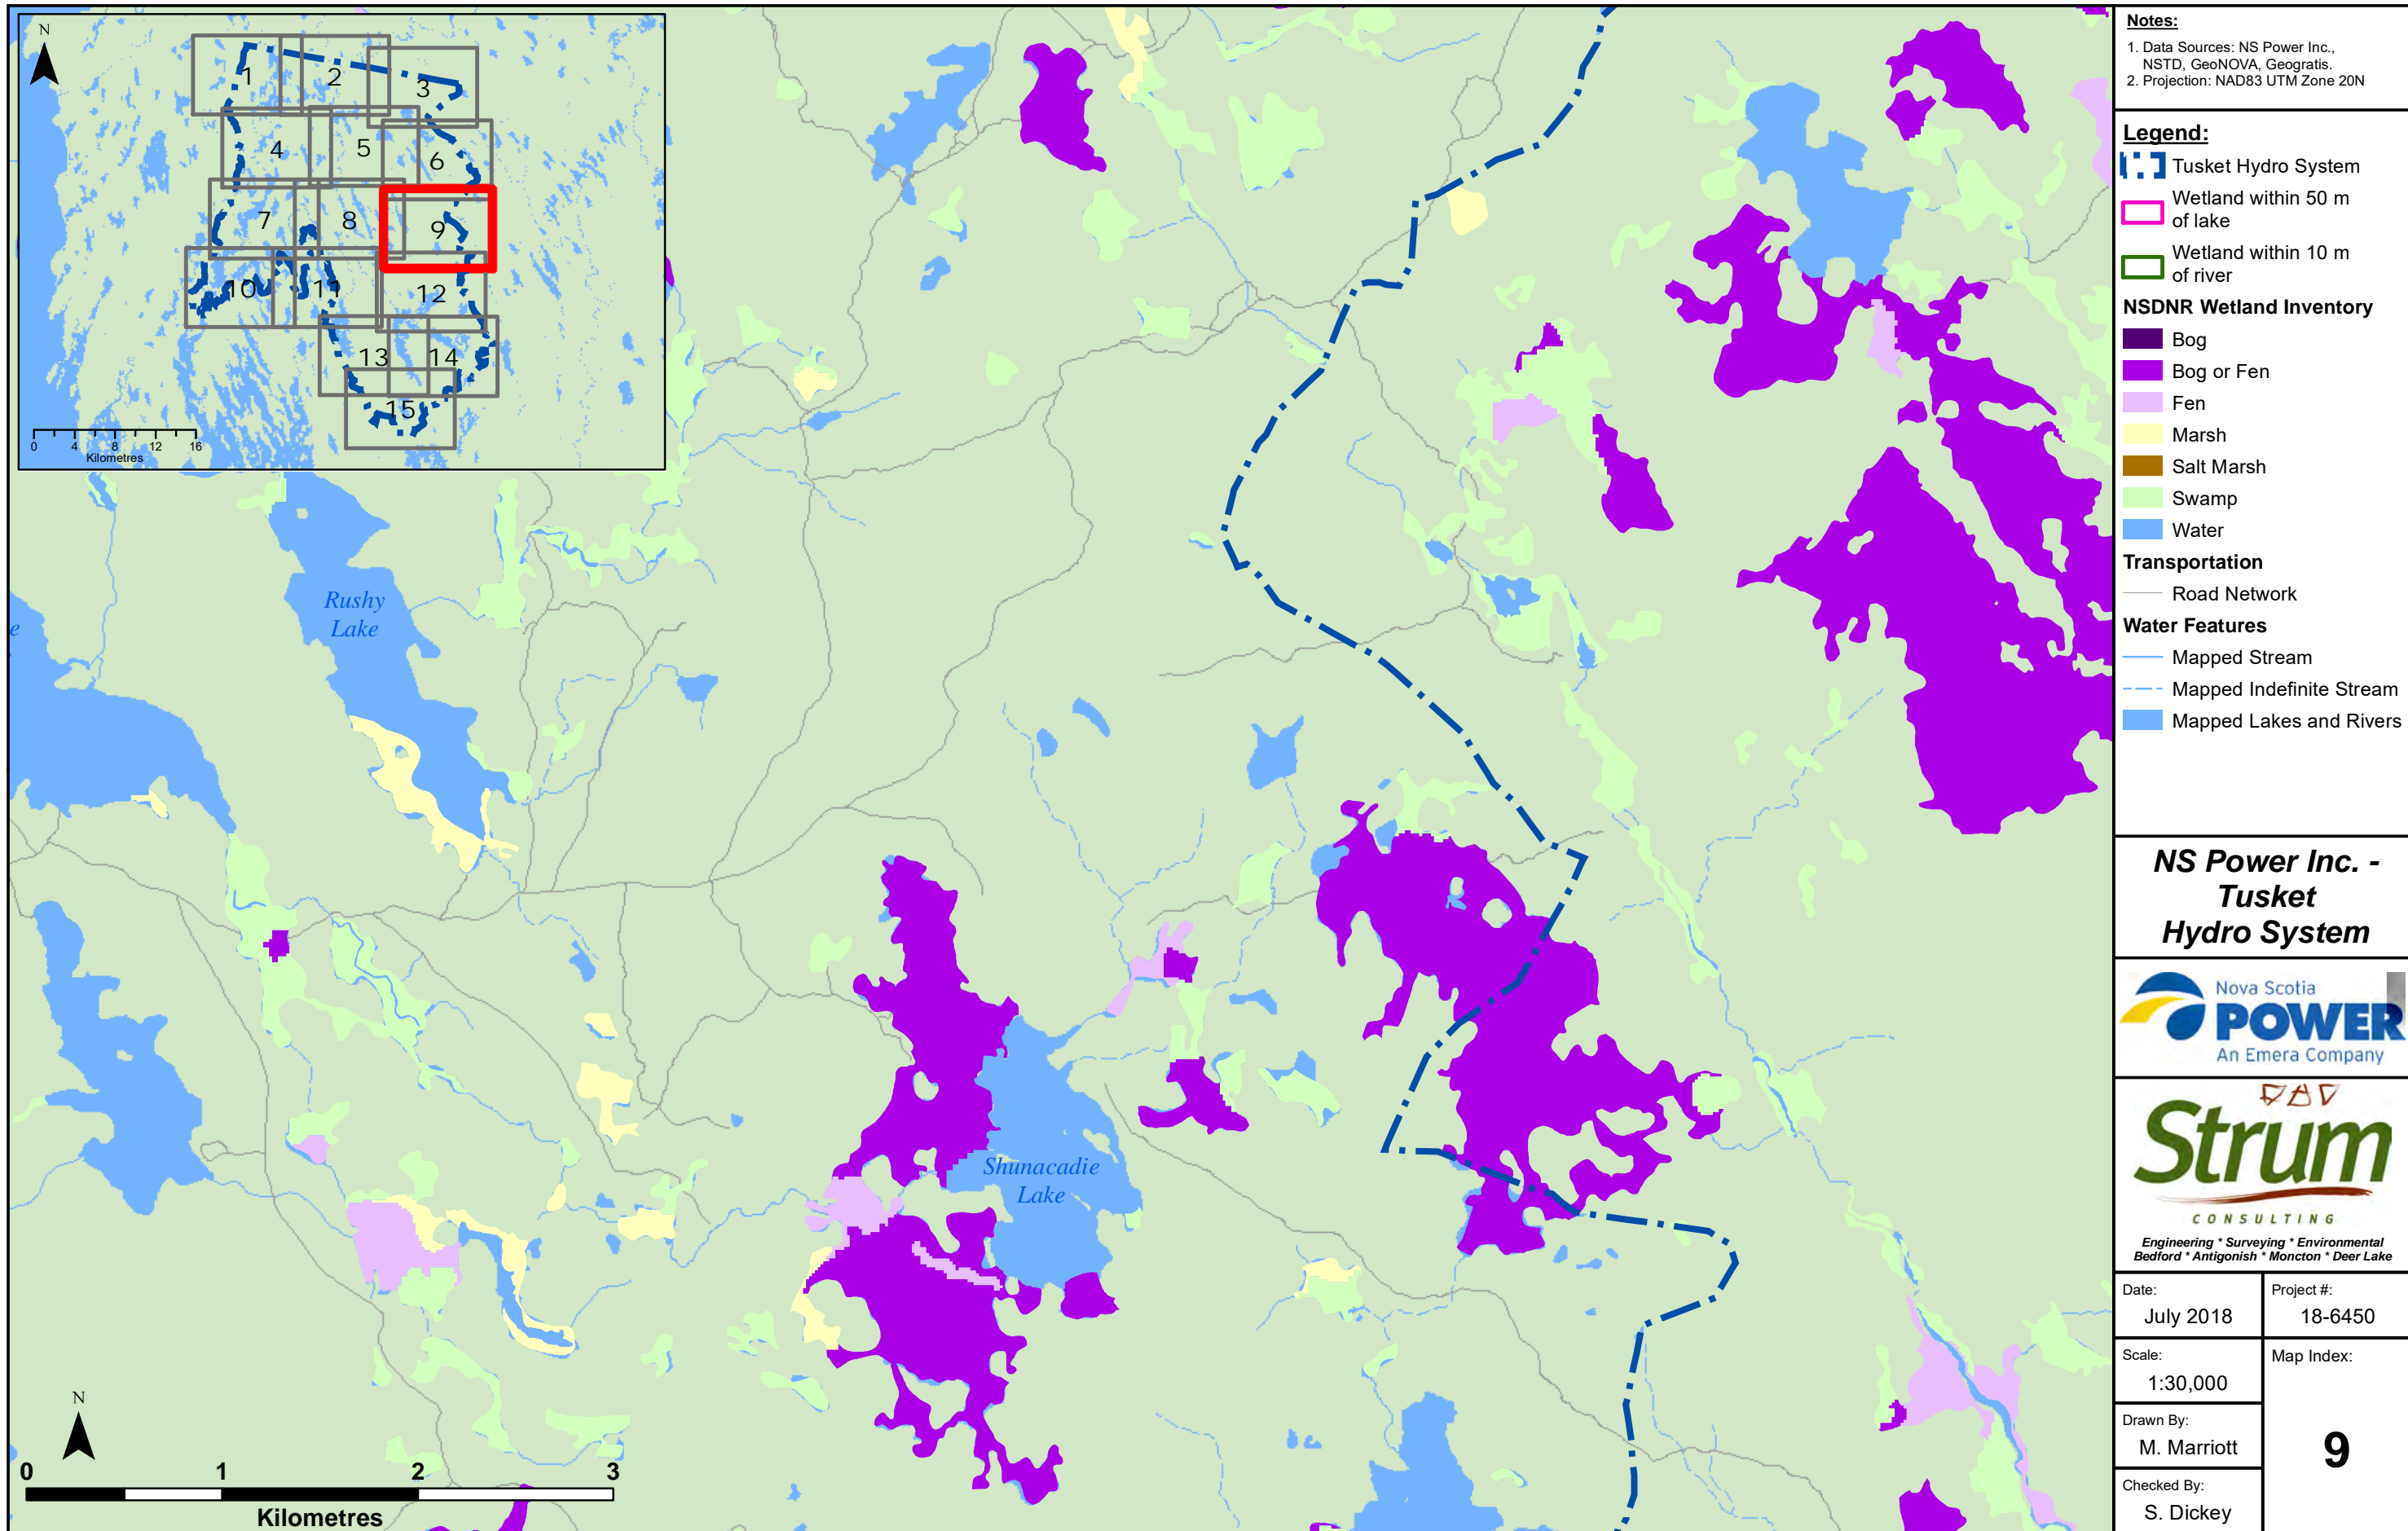 N
1
2
3
4
5
6
7
8
9
10
11
12
13
14
15
0 4 8 12 16
Kilometres
Rushy
Lake
e
Shunacadie
Lake
N
0 1 2 3
Kilometres
Notes:
1. Data Sources: NS Power Inc.,
NSTD, GeoNOVA, Geogratis.
2. Projection: NAD83 UTM Zone 20N
Legend:
Tusket Hydro System
Wetland within 50 m
of lake
Wetland within 10 m
of river
NSDNR Wetland Inventory
Bog
Bog or Fen
Fen
Marsh
Salt Marsh
Swamp
Water
Transportation
Road Network
Water Features
Mapped Stream
Mapped Indefinite Stream
Mapped Lakes and Rivers
NS Power Inc. -
Tusket
Hydro System
Nova Scotia
POWER
An Emera Company
Strum
CONSULTING
Engineering * Surveying * Environmental
Bedford * Antigonish * Moncton * Deer Lake
Date:
July 2018
Project #:
18-6450
Scale:
1:30,000
Map Index:
9
Drawn By:
M. Marriott
Checked By:
S. Dickey